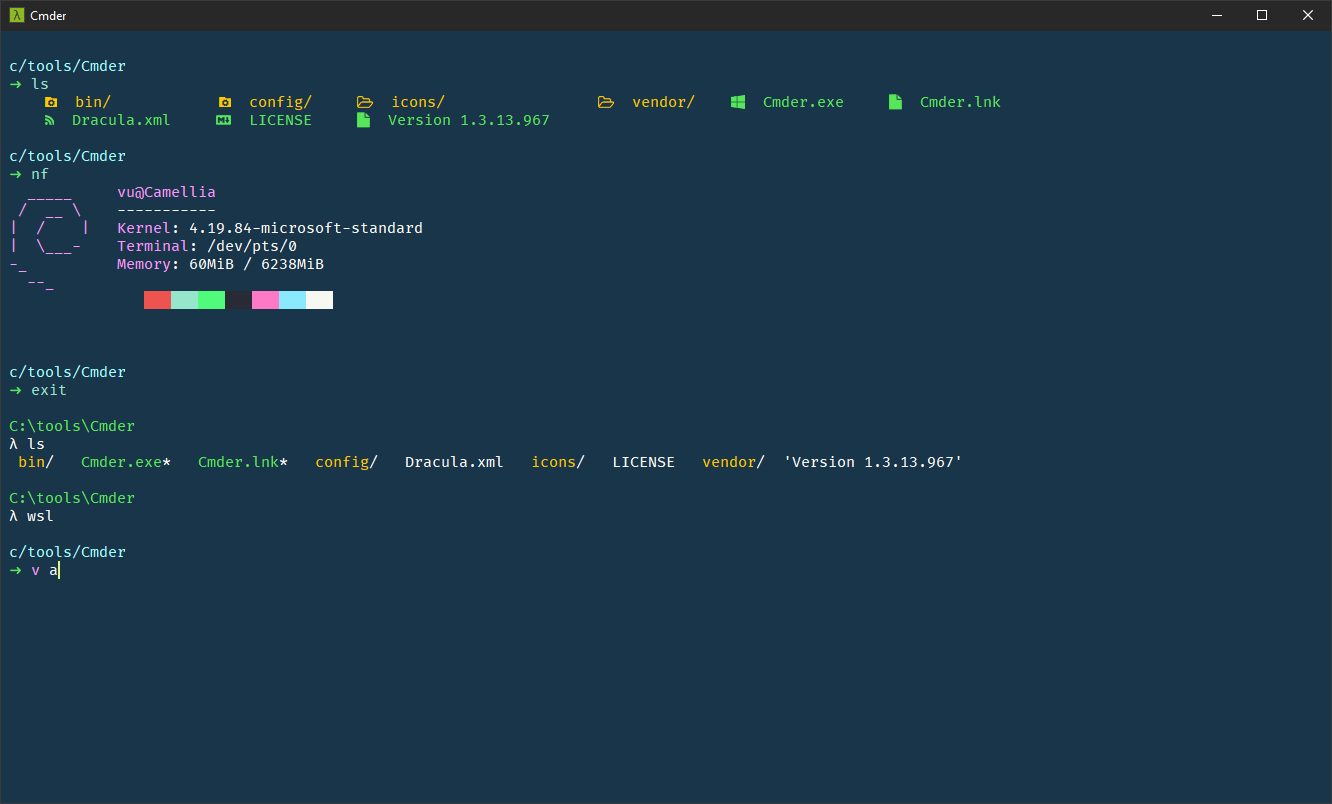 Cmder
c/tools/Cmder
➜ ls
bin/ config/ icons/ vendor/ Cmder.exe Cmder.lnk
Dracula.xml LICENSE Version 1.3.13.967
c/tools/Cmder
➜ nf
vu@Camellia
-----------
Kernel: 4.19.84-microsoft-standard
Terminal: /dev/pts/0
Memory: 60MiB / 6238MiB
c/tools/Cmder
➜ exit
C:\tools\Cmder
λ ls
bin/ Cmder.exe* Cmder.lnk* config/ Dracula.xml icons/ LICENSE vendor/ 'Version 1.3.13.967'
C:\tools\Cmder
λ wsl
c/tools/Cmder
➜ v a